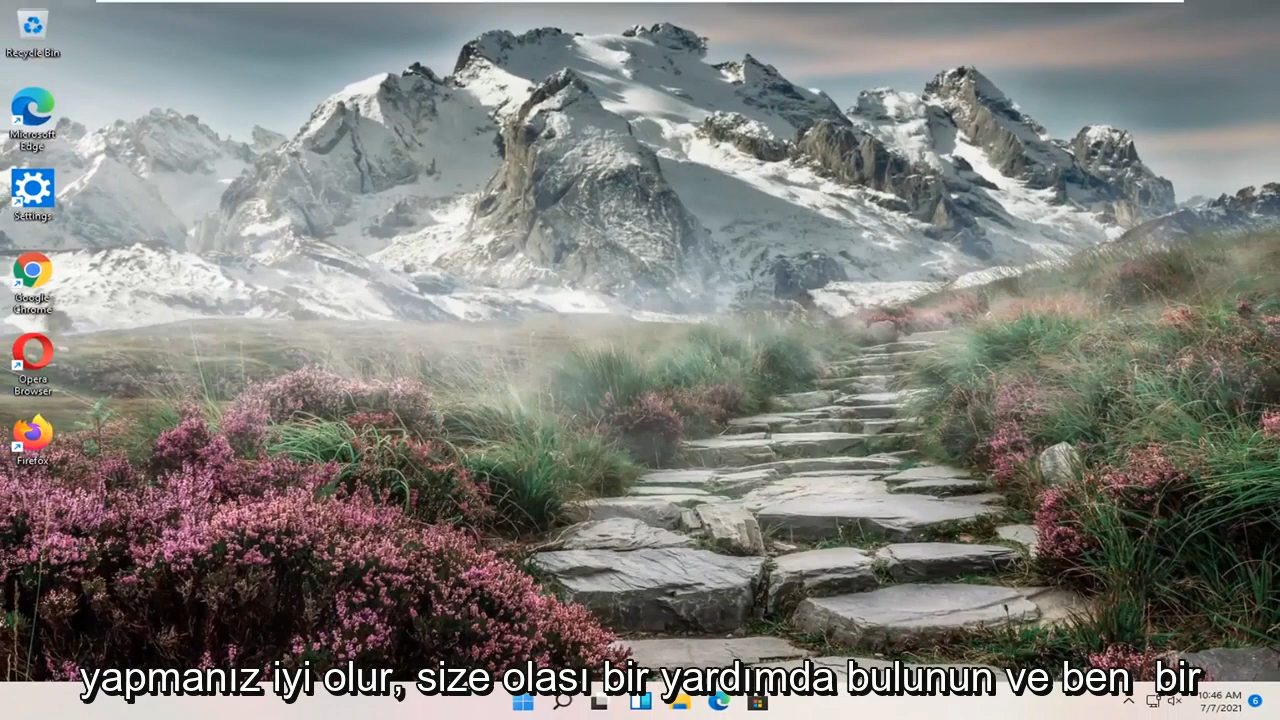 Recycle Bin
Microsoft
Edge
Settings
Google
Chrome
Opera
Browser
Firefox
yapmanız iyi olur, size olası bir yardımda bulunun ve ben  bir
10:46 AM
7/7/2021
6